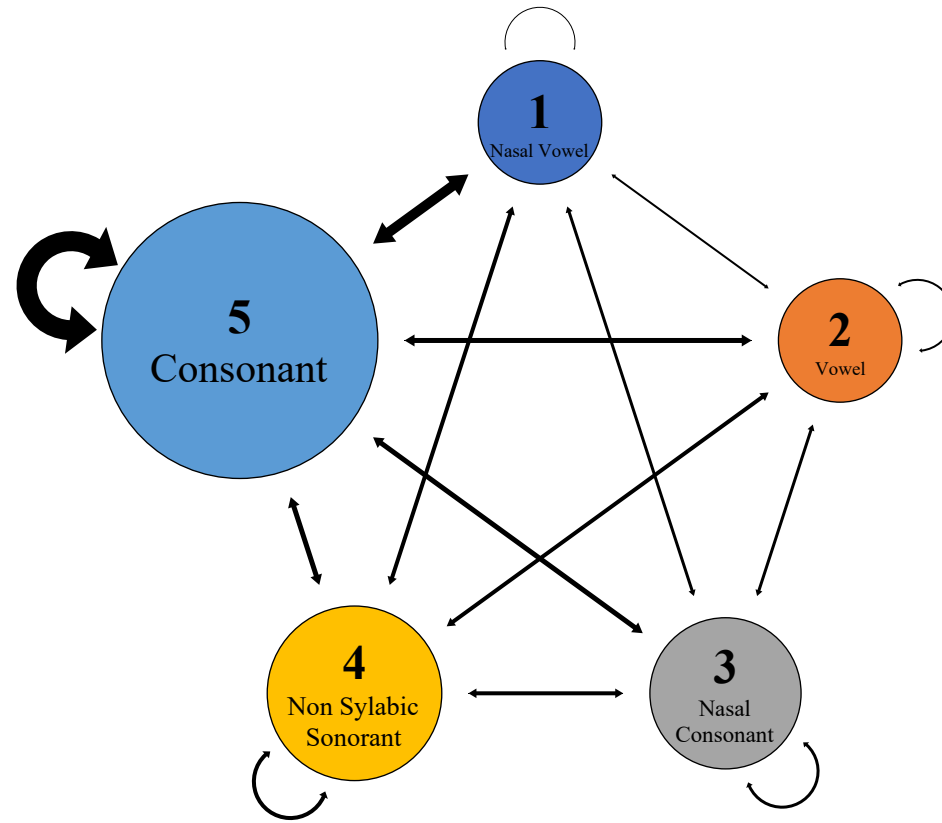 1
Nasal Vowel
2
Vowel
3
Nasal
Consonant
4
Non Sylabic
Sonorant
5
Consonant